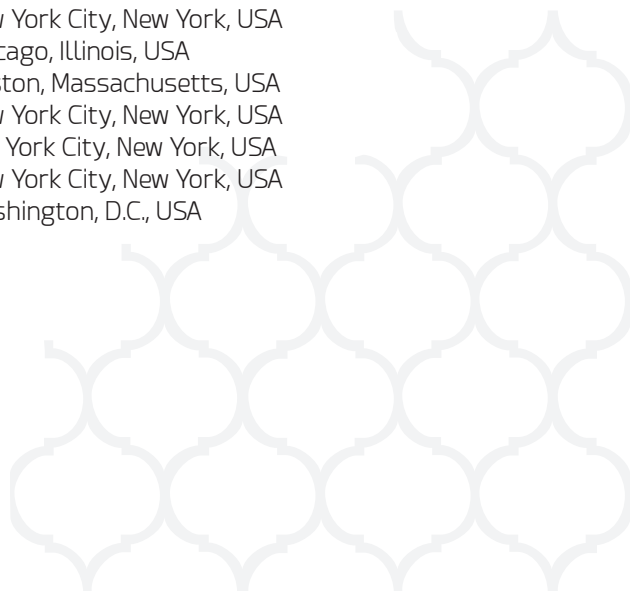 w York City, New York, USA
cago, Illinois, USA
ston, Massachusetts, USA
w York City, New York, USA
York City, New York, USA
w York City, New York, USA
shington, D.C., USA